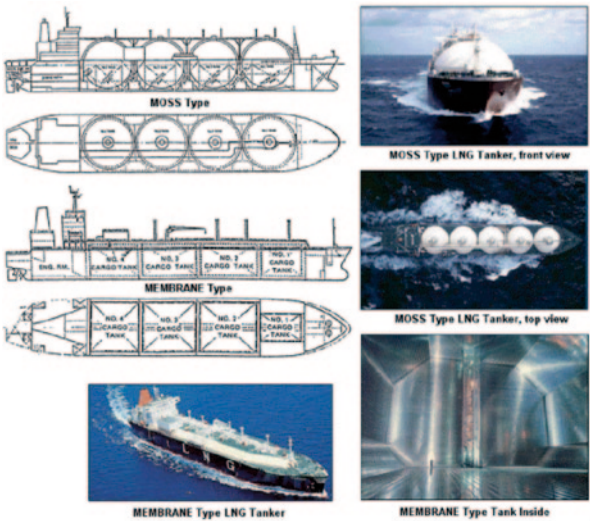 MOSS Type
MOSS Type LNG Tanker, front view
MOSS Type LNG Tanker, top view
ENG. RM.
NO. 4
CARGO TANK
NO. 3
CARGO TANK
NO. 2
CARGO TANK
NO. 1
CARGO TANK
MEMBRANE Type
NO. 4
CARGO
TANK
NO. 3
CARGO
TANK
NO. 2
CARGO
TANK
NO. 1
CARGO
TANK
LNG
MEMBRANE Type LNG Tanker
MEMBRANE Type Tank Inside